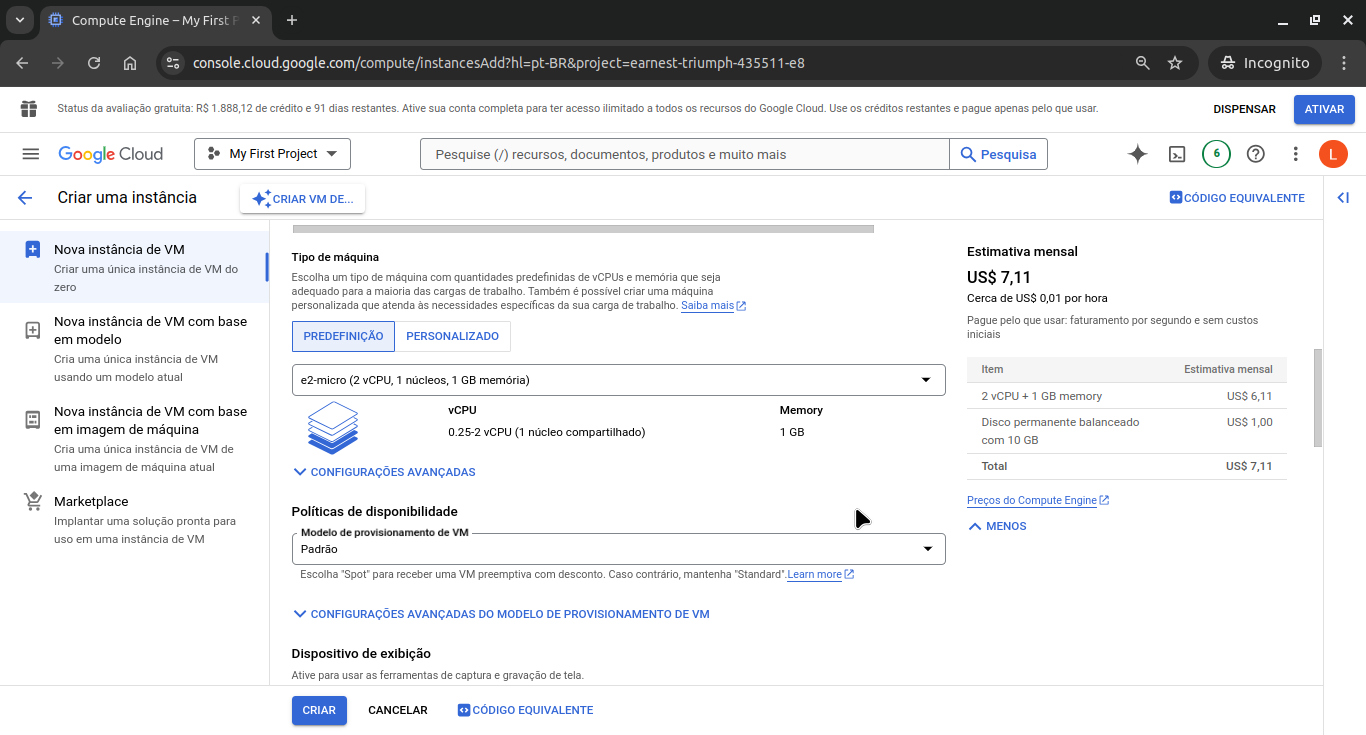 Compute Engine – My First P
console.cloud.google.com/compute/instancesAdd?hl=pt-BR&project=earnest-triumph-435511-e8
Incognito
Status da avaliação gratuita: R$ 1.888,12 de crédito e 91 dias restantes. Ative sua conta completa para ter acesso ilimitado a todos os recursos do Google Cloud. Use os créditos restantes e pague apenas pelo que usar.
DISPENSAR
ATIVAR
Google Cloud
My First Project
Pesquise (/) recursos, documentos, produtos e muito mais
Pesquisa
6
L
Criar uma instância
CRIAR VM DE...
CÓDIGO EQUIVALENTE
Nova instância de VM
Criar uma única instância de VM do
zero
Nova instância de VM com base
em modelo
Cria uma única instância de VM
usando um modelo atual
Nova instância de VM com base
em imagem de máquina
Cria uma única instância de VM de
uma imagem de máquina atual
Marketplace
Implantar uma solução pronta para
uso em uma instância de VM
Tipo de máquina
Escolha um tipo de máquina com quantidades predefinidas de vCPUs e memória que seja
adequado para a maioria das cargas de trabalho. Também é possível criar uma máquina
personalizada que atenda às necessidades específicas da sua carga de trabalho. Saiba mais
PREDEFINIÇÃO
PERSONALIZADO
e2-micro (2 vCPU, 1 núcleos, 1 GB memória)
vCPU
Memory
0.25-2 vCPU (1 núcleo compartilhado)
1 GB
CONFIGURAÇÕES AVANÇADAS
Políticas de disponibilidade
Modelo de provisionamento de VM
Padrão
Escolha "Spot" para receber uma VM preemptiva com desconto. Caso contrário, mantenha "Standard".Learn more
CONFIGURAÇÕES AVANÇADAS DO MODELO DE PROVISIONAMENTO DE VM
Dispositivo de exibição
Ative para usar as ferramentas de captura e gravação de tela.
Estimativa mensal
US$ 7,11
Cerca de US$ 0,01 por hora
Pague pelo que usar: faturamento por segundo e sem custos
iniciais
Item
Estimativa mensal
2 vCPU + 1 GB memory
US$ 6,11
Disco permanente balanceado
com 10 GB
US$ 1,00
Total
US$ 7,11
Preços do Compute Engine
MENOS
CRIAR
CANCELAR
CÓDIGO EQUIVALENTE